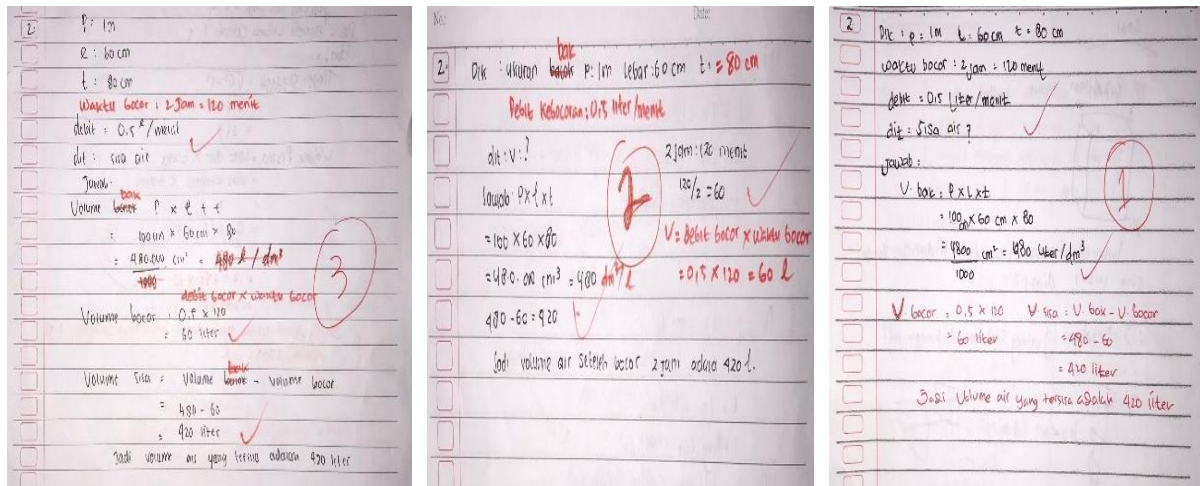 2.
P: 1m
l: 60 cm
t: 80 cm
Waktu bocor: 2 Jam = 120 menit
debit = 0.5 l/menit
dit: sisa air
Jawab:
bak
Volume P x l x t
= 100 cm x 60 cm x 80
= 480.000 cm³ = 480 l / dm³
1000
3
debit bocor x waktu bocor
Volume bocor: 0.5 x 120
= 60 liter
bak
Volume sisa = Volume - Volume bocor
= 480 - 60
= 420 liter
Jadi volume air yang adalah 420 liter
No:
Date:
bak
2. Dik: ukuran P: 1m lebar: 60 cm t: = 80 cm
Debit Kebocoran: 0,5 liter/menit
dit: V: ?
2 jam: 120 menit
Jawab: P x l x t
120/2 = 60
2
V = debit bocor x waktu bocor
= 100 x 60 x 80
= 480.000 cm³ = 480 dm³/l
= 0,5 x 120 = 60 l
480 - 60 = 420
Jadi volume air setelah bocor 2 jam 420 l.
2
Dik: p = 1m l = 60 cm t = 80 cm
waktu bocor: 2 jam = 120 menit
debit = 0,5 Liter/menit
dit = Sisa air?
Jawab:
V. bak: P x L x t
= 100 cm x 60 cm x 80
= 4800 cm² = 480 Liter/dm³
1000
1
V. bocor = 0,5 x 120
= 60 liter
V. sisa: V. bak - V. bocor
= 480 - 60
= 420 liter
Jadi Volume air yang tersisa adalah 420 liter